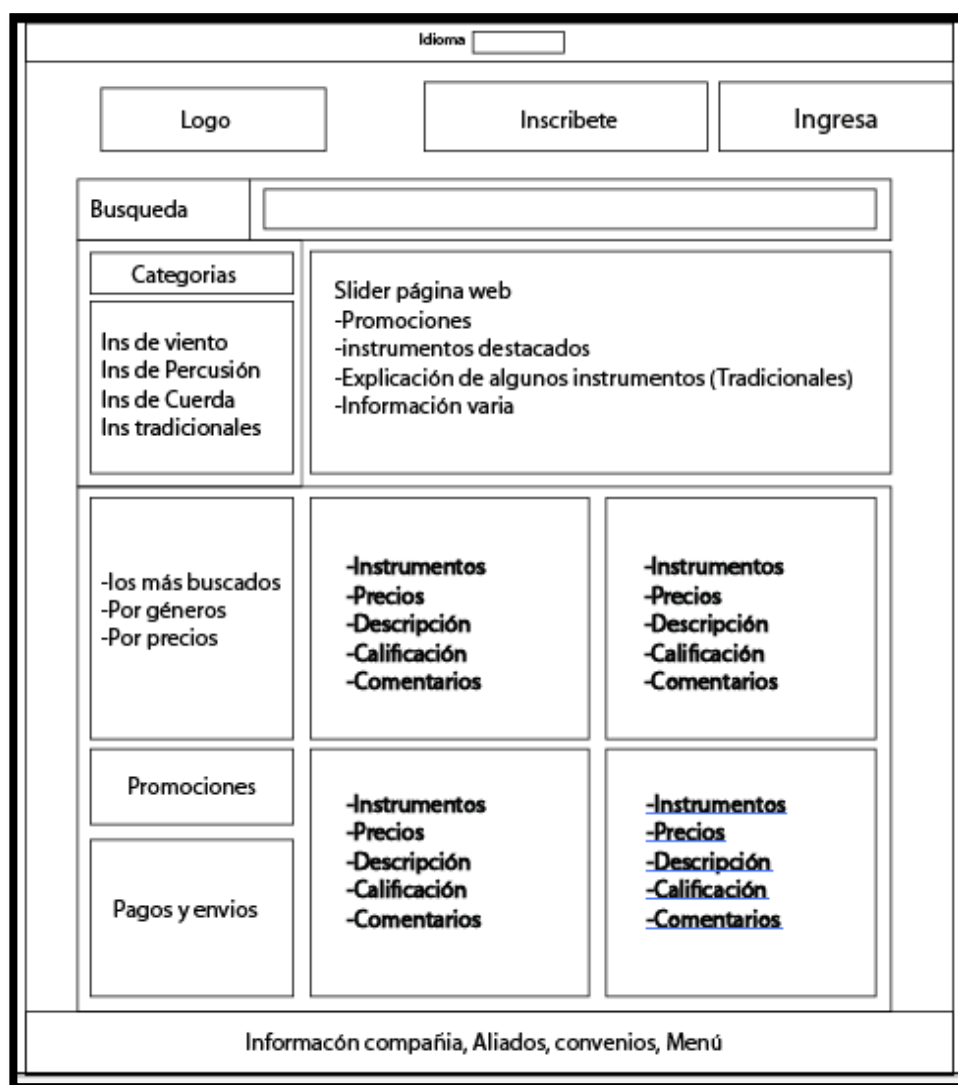 Idioma
Logo
Inscribete
Ingresa
Busqueda
Categorias
Ins de viento
Ins de Percusión
Ins de Cuerda
Ins tradicionales
Slider página web
-Promociones
-instrumentos destacados
-Explicación de algunos instrumentos (Tradicionales)
-Información varia
-los más buscados
-Por géneros
-Por precios
-Instrumentos
-Precios
-Descripción
-Calificación
-Comentarios
-Instrumentos
-Precios
-Descripción
-Calificación
-Comentarios
Promociones
Pagos y envios
-Instrumentos
-Precios
-Descripción
-Calificación
-Comentarios
-Instrumentos
-Precios
-Descripción
-Calificación
-Comentarios
Informacón compañia, Aliados, convenios, Menú